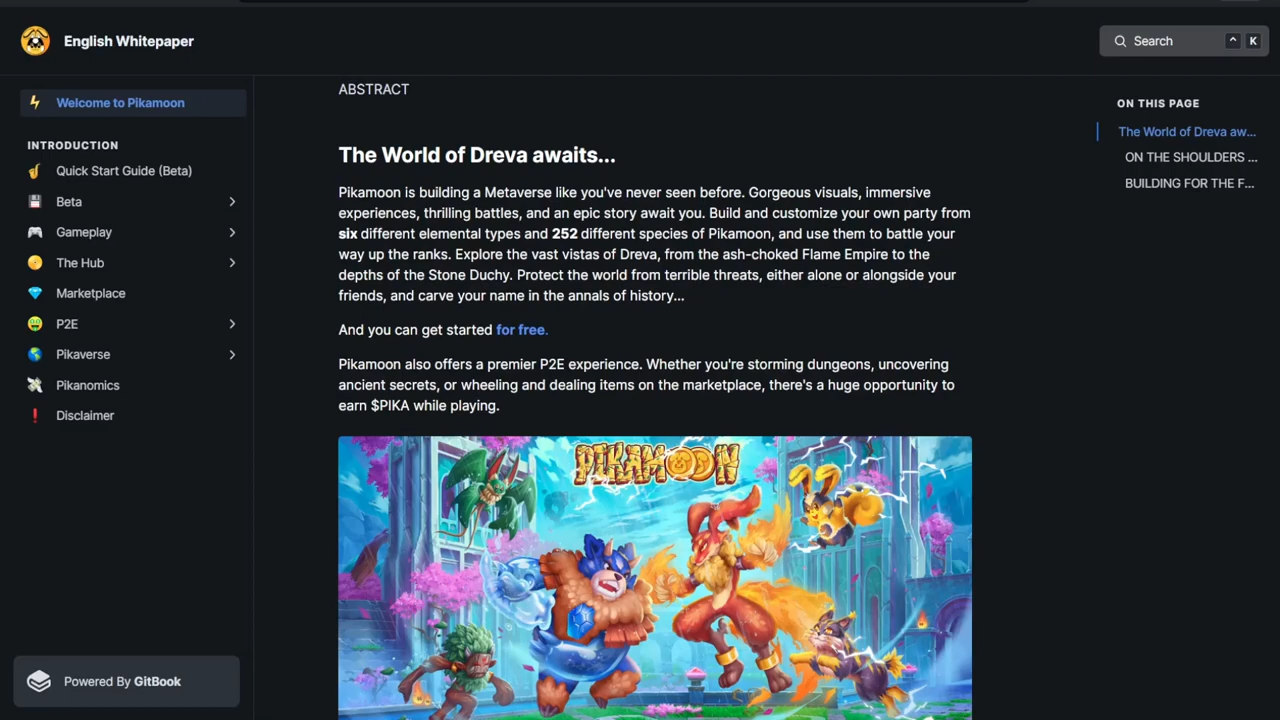 English Whitepaper
Search
^ K
Welcome to Pikamoon
INTRODUCTION
Quick Start Guide (Beta)
Beta
Gameplay
The Hub
Marketplace
P2E
Pikaverse
Pikanomics
Disclaimer
Powered By GitBook
ABSTRACT
The World of Dreva awaits...
Pikamoon is building a Metaverse like you've never seen before. Gorgeous visuals, immersive
experiences, thrilling battles, and an epic story await you. Build and customize your own party from
six different elemental types and 252 different species of Pikamoon, and use them to battle your
way up the ranks. Explore the vast vistas of Dreva, from the ash-choked Flame Empire to the
depths of the Stone Duchy. Protect the world from terrible threats, either alone or alongside your
friends, and carve your name in the annals of history...
And you can get started for free.
Pikamoon also offers a premier P2E experience. Whether you're storming dungeons, uncovering
ancient secrets, or wheeling and dealing items on the marketplace, there's a huge opportunity to
earn $PIKA while playing.
PIKAMOON
ON THIS PAGE
The World of Dreva aw...
ON THE SHOULDERS ...
BUILDING FOR THE F...